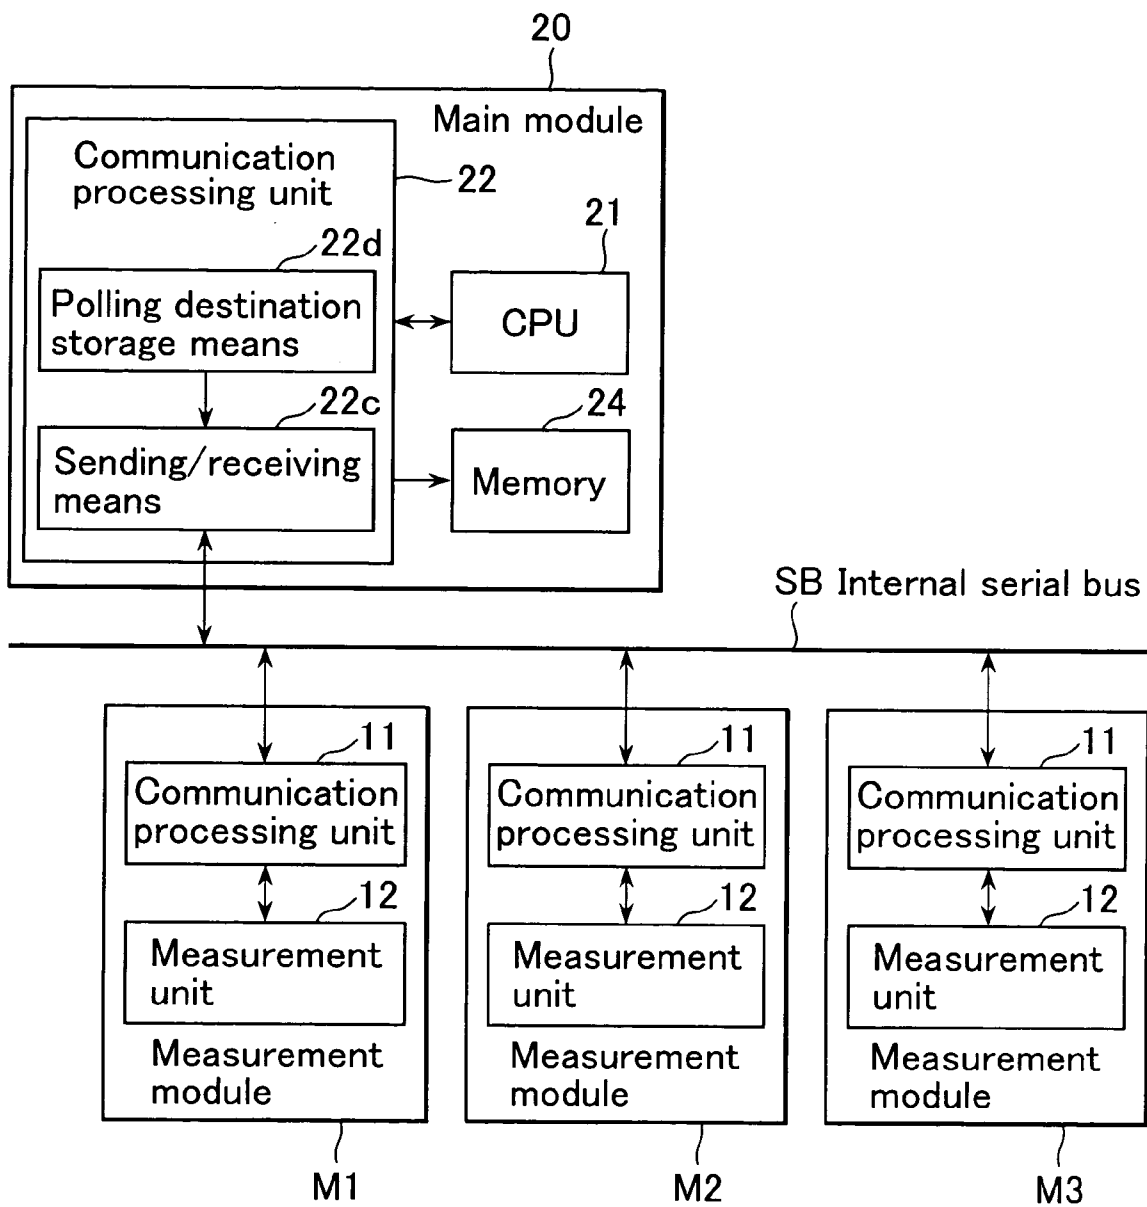 20
Main module
Communication
processing unit
22
21
22d
Polling destination
storage means
CPU
22c
24
Sending/receiving
means
Memory
SB Internal serial bus
11
Communication
processing unit
12
Measurement
unit
Measurement
module
M1
11
Communication
processing unit
12
Measurement
unit
Measurement
module
M2
11
Communication
processing unit
12
Measurement
unit
Measurement
module
M3